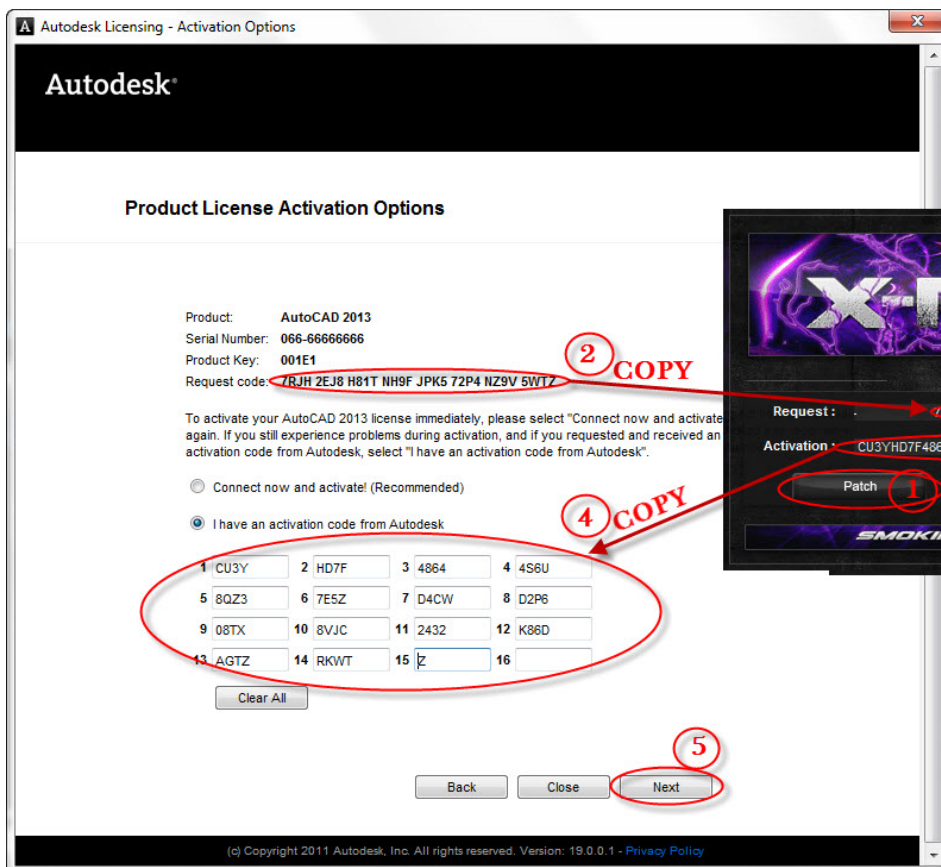 Autodesk Licensing - Activation Options
Autodesk
Product License Activation Options
Product: AutoCAD 2013
Serial Number: 066-66666666
Product Key: 001E1
Request code: 7RJH 2EJ8 H81T NH9F JPK5 72P4 NZ9V 5WTZ
2 COPY
To activate your AutoCAD 2013 license immediately, please select "Connect now and activate
again. If you still experience problems during activation, and if you requested and received an
activation code from Autodesk, select "I have an activation code from Autodesk".
Connect now and activate! (Recommended)
I have an activation code from Autodesk
4 COPY
1 CU3Y 2 HD7F 3 4864 4 4S6U
5 8QZ3 6 7E5Z 7 D4CW 8 D2P6
9 08TX 10 8VJC 11 2432 12 K86D
13 AGTZ 14 RKWT 15 Z 16
Clear All
5
Back Close Next
(c) Copyright 2011 Autodesk, Inc. All rights reserved. Version: 19.0.0.1 - Privacy Policy
Request :
Activation : CU3YHD7F486
Patch 1